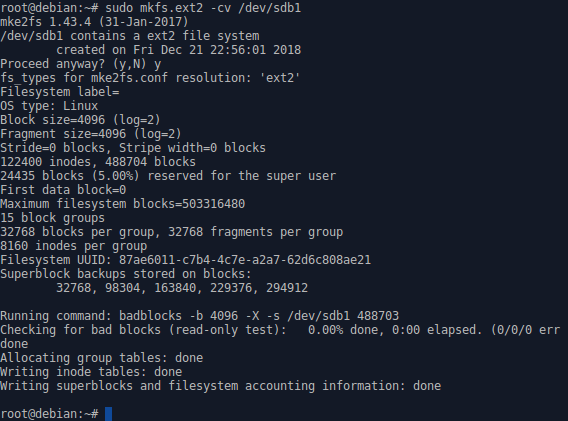 root@debian:~# sudo mkfs.ext2 -cv /dev/sdb1
mke2fs 1.43.4 (31-Jan-2017)
/dev/sdb1 contains a ext2 file system
        created on Fri Dec 21 22:56:01 2018
Proceed anyway? (y,N) y
fs_types for mke2fs.conf resolution: 'ext2'
Filesystem label=
OS type: Linux
Block size=4096 (log=2)
Fragment size=4096 (log=2)
Stride=0 blocks, Stripe width=0 blocks
122400 inodes, 488704 blocks
24435 blocks (5.00%) reserved for the super user
First data block=0
Maximum filesystem blocks=503316480
15 block groups
32768 blocks per group, 32768 fragments per group
8160 inodes per group
Filesystem UUID: 87ae6011-c7b4-4c7e-a2a7-62d6c808ae21
Superblock backups stored on blocks:
        32768, 98304, 163840, 229376, 294912
Running command: badblocks -b 4096 -X -s /dev/sdb1 488703
Checking for bad blocks (read-only test):   0.00% done, 0:00 elapsed. (0/0/0 err
done
Allocating group tables: done
Writing inode tables: done
Writing superblocks and filesystem accounting information: done
root@debian:~#